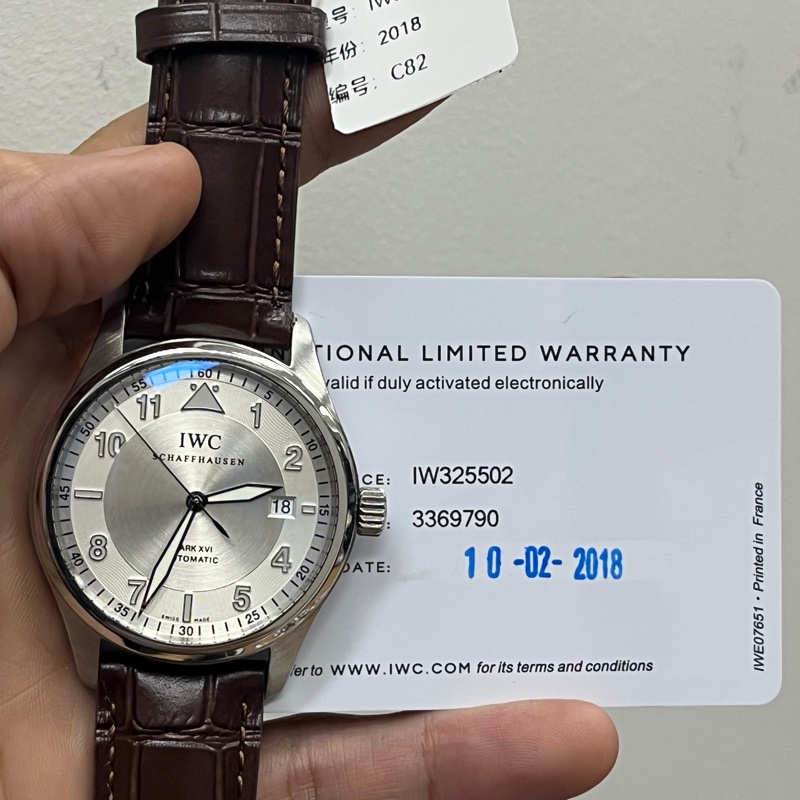 号: IW
年份: 2018
编号: C82
TIONAL LIMITED WARRANTY
valid if duly activated electronically
CE: IW325502
: 3369790
DATE: 10-02-2018
fer to WWW.IWC.COM for its terms and conditions
IWE07651 • Printed in France
60
55
50
45
35
30
25
20
15
10
11
1
10
2
8
4
7
5
IWC
SCHAFFHAUSEN
18
ARK XVI
TOMATIC
SWISS MADE